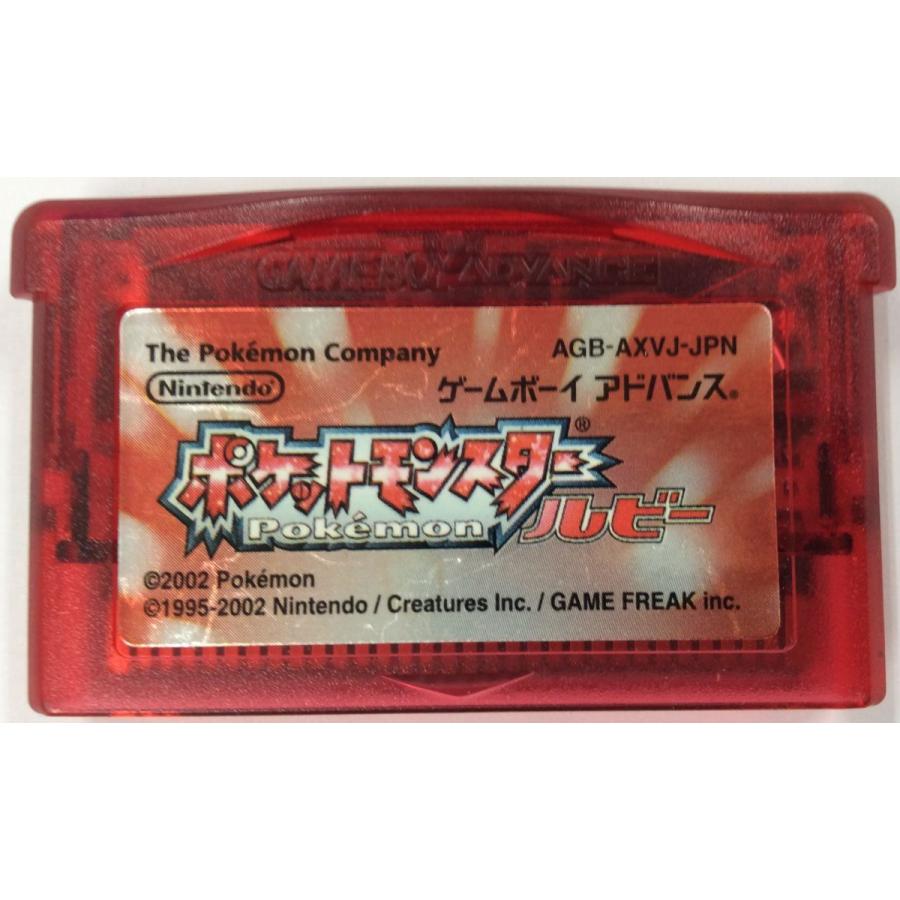 GAME BOY ADVANCE
The Pokémon Company
AGB-AXVJ-JPN
Nintendo®
ゲームボーイ アドバンス®
ポケットモンスター®
Pokémon
ルビー
©2002 Pokémon
©1995-2002 Nintendo / Creatures Inc. / GAME FREAK inc.